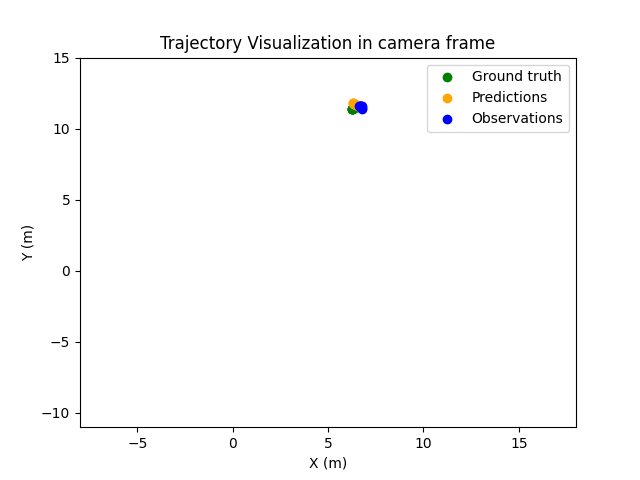 Trajectory Visualization in camera frame
Ground truth
Predictions
Observations
15
10
5
0
−5
−10
Y (m)
−5
0
5
10
15
X (m)